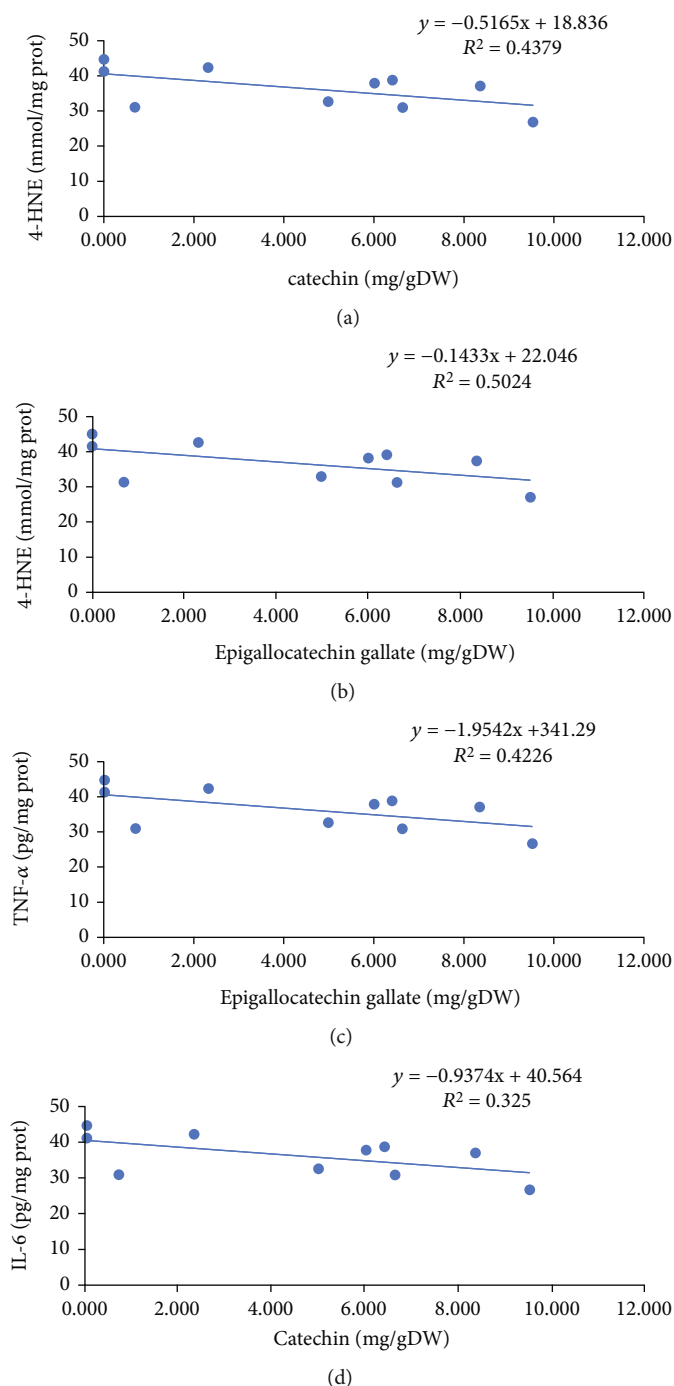 y = −0.5165x + 18.836
R² = 0.4379
50
40
30
20
10
0
4-HNE (mmol/mg prot)
0.000 2.000 4.000 6.000 8.000 10.000 12.000
catechin (mg/gDW)
(a)
y = −0.1433x + 22.046
R² = 0.5024
50
40
30
20
10
0
4-HNE (mmol/mg prot)
0.000 2.000 4.000 6.000 8.000 10.000 12.000
Epigallocatechin gallate (mg/gDW)
(b)
y = −1.9542x +341.29
R² = 0.4226
50
40
30
20
10
0
TNF-α (pg/mg prot)
0.000 2.000 4.000 6.000 8.000 10.000 12.000
Epigallocatechin gallate (mg/gDW)
(c)
y = −0.9374x + 40.564
R² = 0.325
50
40
30
20
10
0
IL-6 (pg/mg prot)
0.000 2.000 4.000 6.000 8.000 10.000 12.000
Catechin (mg/gDW)
(d)